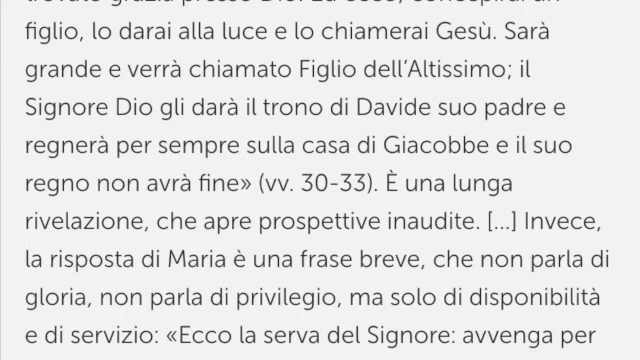 figlio, lo darai alla luce e lo chiamerai Gesù. Sarà
grande e verrà chiamato Figlio dell’Altissimo; il
Signore Dio gli darà il trono di Davide suo padre e
regnerà per sempre sulla casa di Giacobbe e il suo
regno non avrà fine» (vv. 30-33). È una lunga
rivelazione, che apre prospettive inaudite. [...] Invece,
la risposta di Maria è una frase breve, che non parla di
gloria, non parla di privilegio, ma solo di disponibilità
e di servizio: «Ecco la serva del Signore: avvenga per